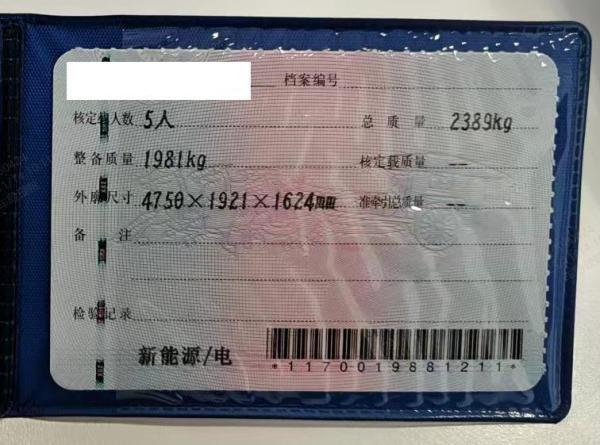 档案编号
核定载人数 5人 总质量 2389kg
整备质量 1981kg 核定载质量 --
外廓尺寸 4750×1921×1624mm 准牵引总质量 --
备注
检验记录
新能源/电
*1170019881211*